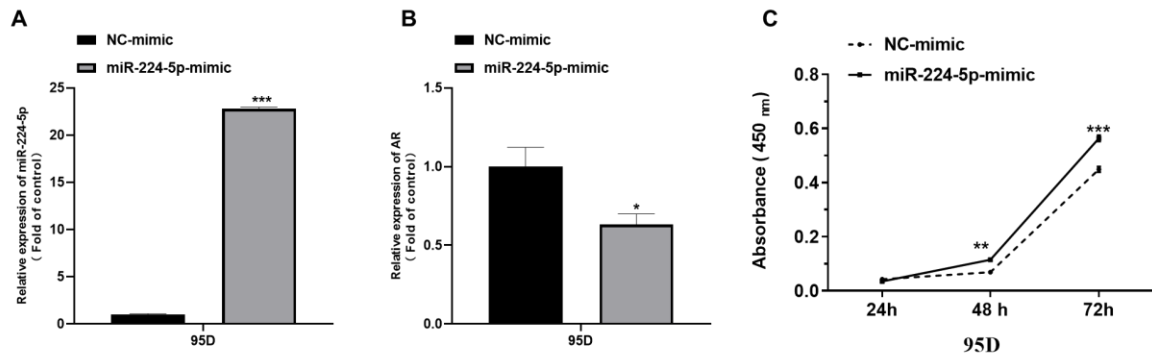 A
NC-mimic
miR-224-5p-mimic
Relative expression of miR-224-5p
( Fold of control)
25
20
15
10
5
0
***
95D
B
NC-mimic
miR-224-5p-mimic
Relative expression of AR
( Fold of control)
1.5
1.0
0.5
0.0
*
95D
C
NC-mimic
miR-224-5p-mimic
Absorbance ( 450 nm)
0.8
0.6
0.4
0.2
0.0
**
***
24h 48 h 72h
95D